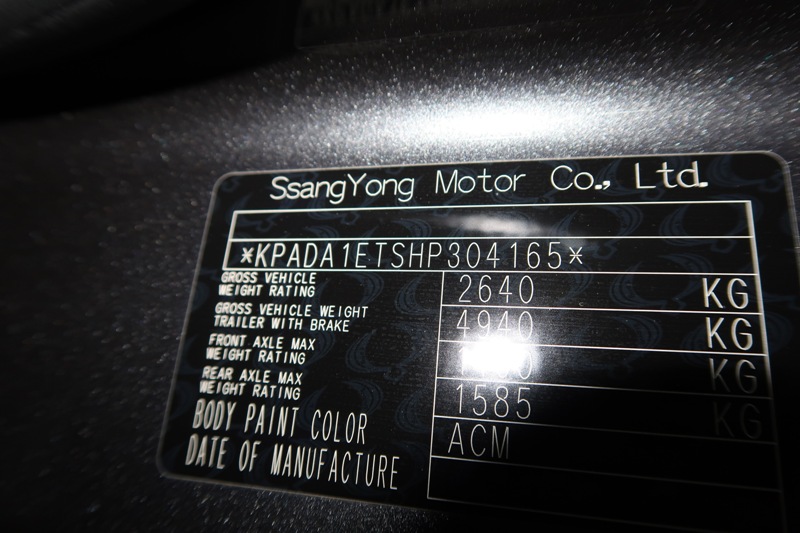 SsangYong Motor Co., Ltd.
*KPADA1ETSHP304165*
GROSS VEHICLE WEIGHT RATING 2640 KG
GROSS VEHICLE WEIGHT TRAILER WITH BRAKE 4940 KG
FRONT AXLE MAX WEIGHT RATING KG
REAR AXLE MAX WEIGHT RATING 1585 KG
BODY PAINT COLOR ACM
DATE OF MANUFACTURE